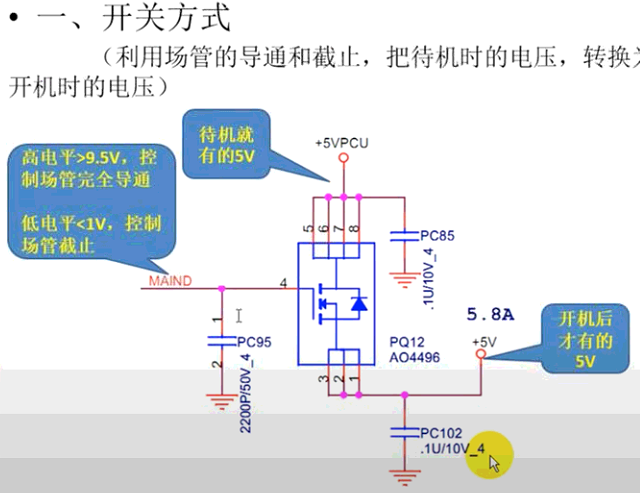 • 一、开关方式
（利用场管的导通和截止，把待机时的电压，转换为
开机时的电压）
待机就
有的5V
+5VPCU
高电平>9.5V，控
制场管完全导通
低电平<1V，控制
场管截止
5
6
7
8
PC85
.1U/10V_4
MAIND
4
1
PC95
2
2200P/50V_4
PQ12
AO4496
5.8A
+5V
开机后
才有的
5V
3
2
1
PC102
.1U/10V_4